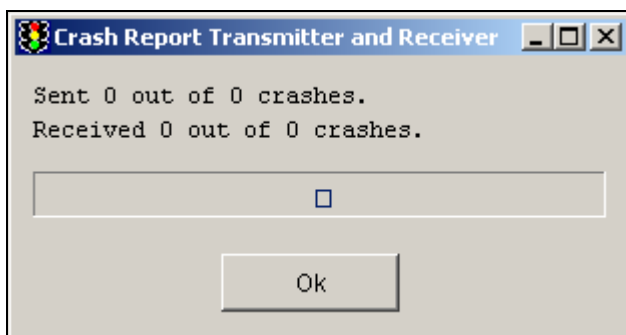 Crash Report Transmitter and Receiver
Sent 0 out of 0 crashes.
Received 0 out of 0 crashes.
Ok